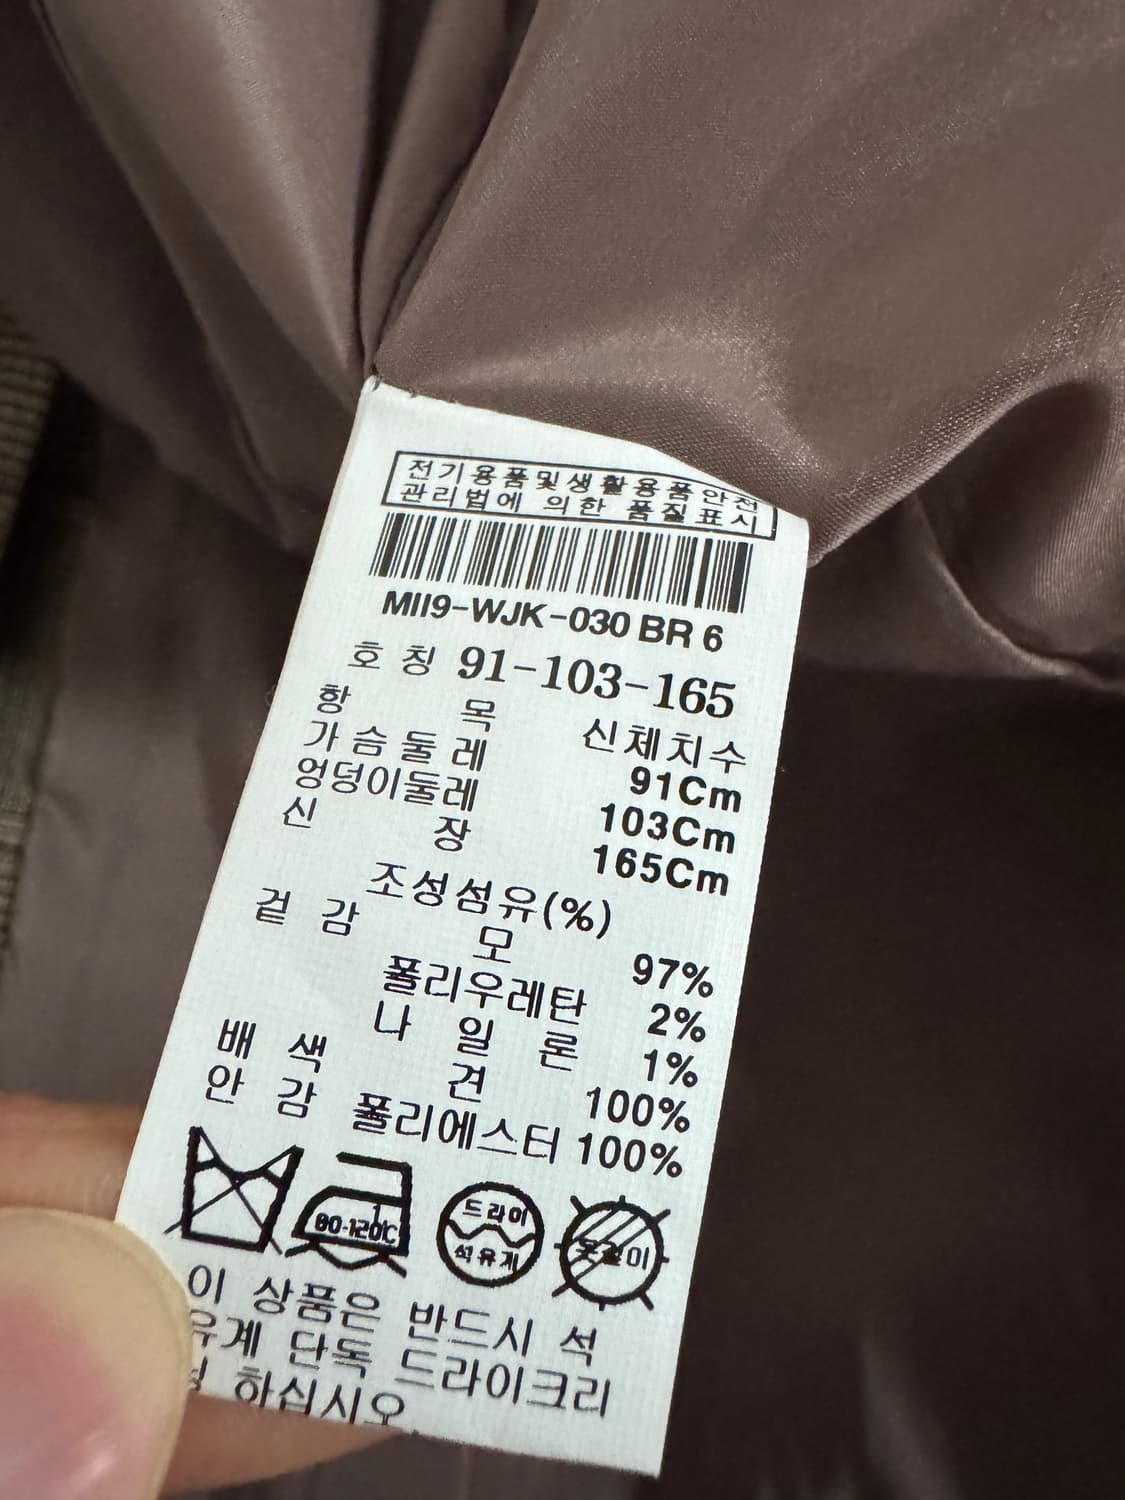 전기용품및생활용품안전
관리법에 의한 품질표시
MII9-WJK-030 BR 6
호 칭 91-103-165
항 목 신체치수
가슴둘레 91Cm
엉덩이둘레 103Cm
신 장 165Cm
조성섬유(%)
겉 감 모 97%
폴리우레탄 2%
나 일 론 1%
배 색 견 100%
안 감 폴리에스터 100%
80-120℃
드라이
석유계
옷걸이
이 상품은 반드시 석
유계 단독 드라이크리
하십시오